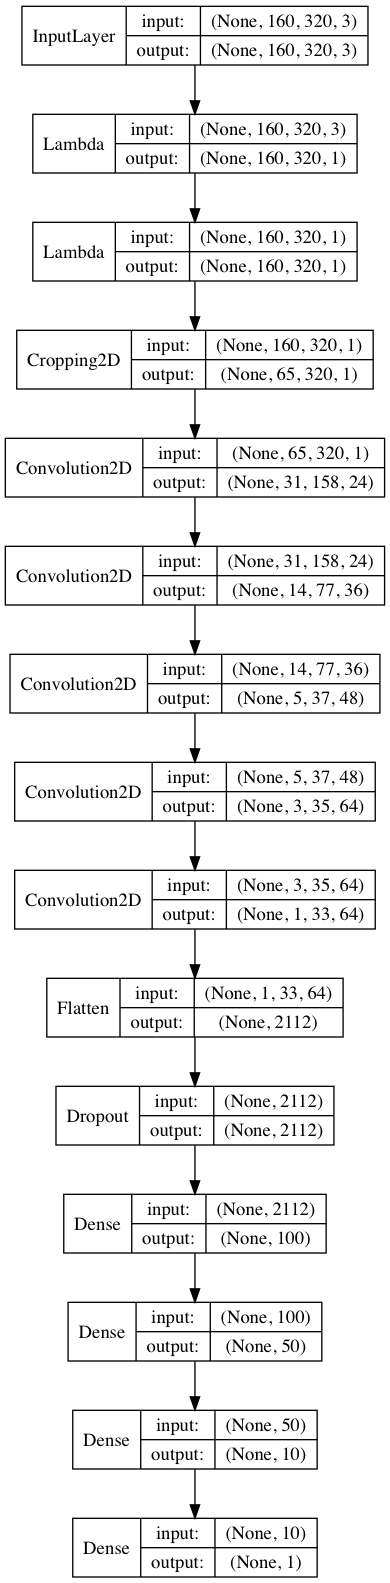 InputLayer
input: (None, 160, 320, 3)
output: (None, 160, 320, 3)
Lambda
input: (None, 160, 320, 3)
output: (None, 160, 320, 1)
Lambda
input: (None, 160, 320, 1)
output: (None, 160, 320, 1)
Cropping2D
input: (None, 160, 320, 1)
output: (None, 65, 320, 1)
Convolution2D
input: (None, 65, 320, 1)
output: (None, 31, 158, 24)
Convolution2D
input: (None, 31, 158, 24)
output: (None, 14, 77, 36)
Convolution2D
input: (None, 14, 77, 36)
output: (None, 5, 37, 48)
Convolution2D
input: (None, 5, 37, 48)
output: (None, 3, 35, 64)
Convolution2D
input: (None, 3, 35, 64)
output: (None, 1, 33, 64)
Flatten
input: (None, 1, 33, 64)
output: (None, 2112)
Dropout
input: (None, 2112)
output: (None, 2112)
Dense
input: (None, 2112)
output: (None, 100)
Dense
input: (None, 100)
output: (None, 50)
Dense
input: (None, 50)
output: (None, 10)
Dense
input: (None, 10)
output: (None, 1)